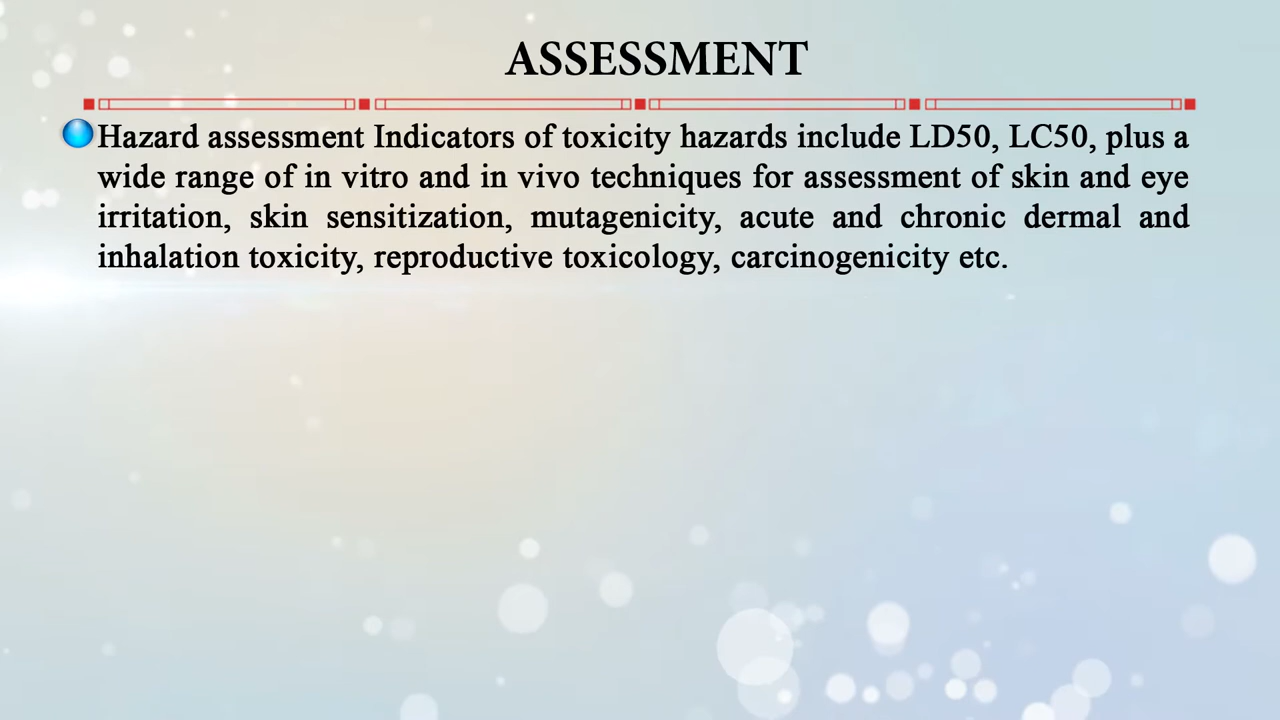 ASSESSMENT
Hazard assessment Indicators of toxicity hazards include LD50, LC50, plus a
wide range of in vitro and in vivo techniques for assessment of skin and eye
irritation, skin sensitization, mutagenicity, acute and chronic dermal and
inhalation toxicity, reproductive toxicology, carcinogenicity etc.